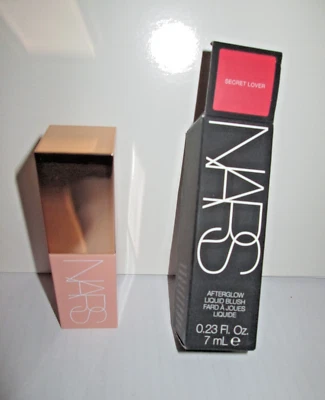 NARS
SECRET LOVER
NARS
AFTERGLOW
LIQUID BLUSH
FARD À JOUES
LIQUIDE
0.23 Fl. Oz.
7 mL ℮